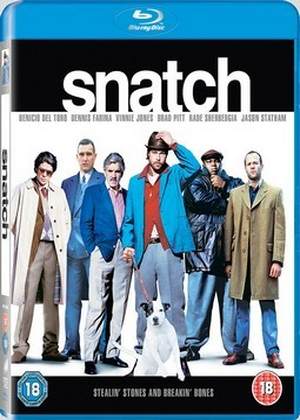 Blu-ray Disc
snatch
BENICIO DEL TORO DENNIS FARINA VINNIE JONES BRAD PITT RADE SHERBEDGIA JASON STATHAM
snatch
STEALIN' STONES AND BREAKIN' BONES
18
18